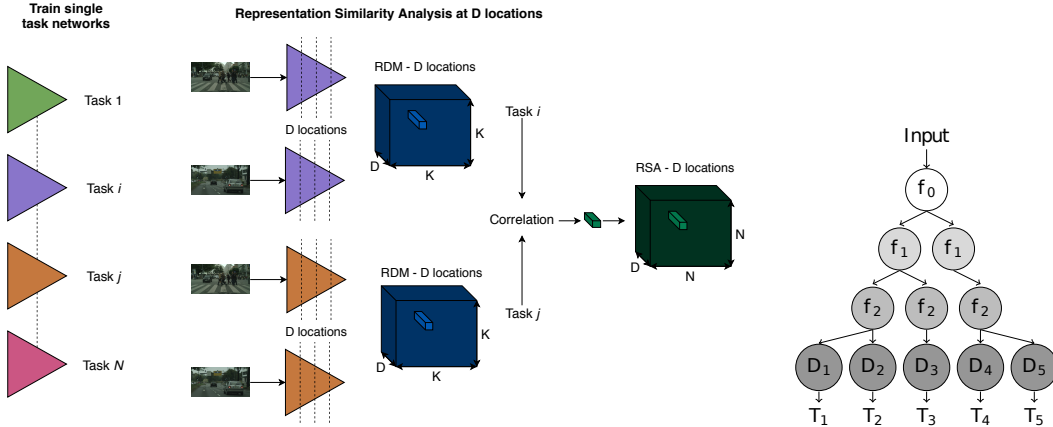 Train single
task networks
Task 1
Task i
Task j
Task N
Representation Similarity Analysis at D locations
D locations
D locations
RDM - D locations
K
D
K
RDM - D locations
K
D
K
Task i
Correlation
Task j
RSA - D locations
N
D
N
Input
f₀
f₁ f₁
f₂ f₂ f₂
D₁ D₂ D₃ D₄ D₅
T₁ T₂ T₃ T₄ T₅